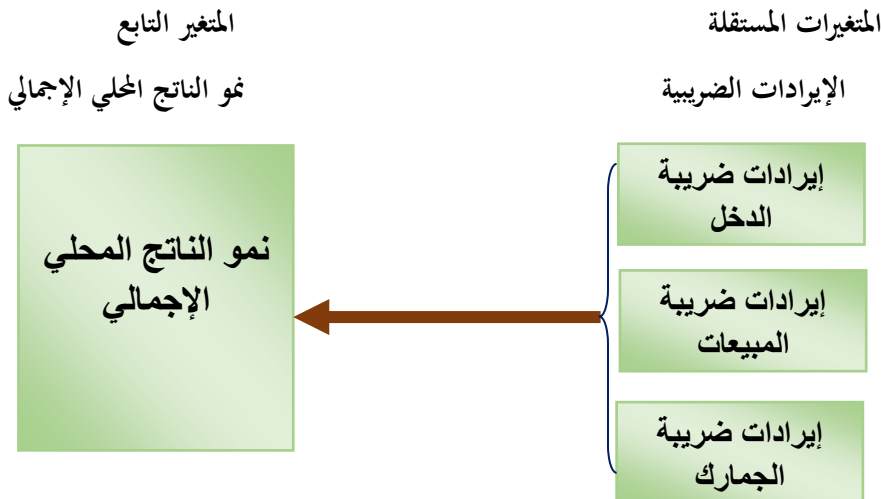 المتغيرات المستقلة
المتغير التابع
الإيرادات الضريبية
نمو الناتج المحلي الإجمالي
إيرادات ضريبة
الدخل
إيرادات ضريبة
المبيعات
إيرادات ضريبة
الجمارك
نمو الناتج المحلي
الإجمالي